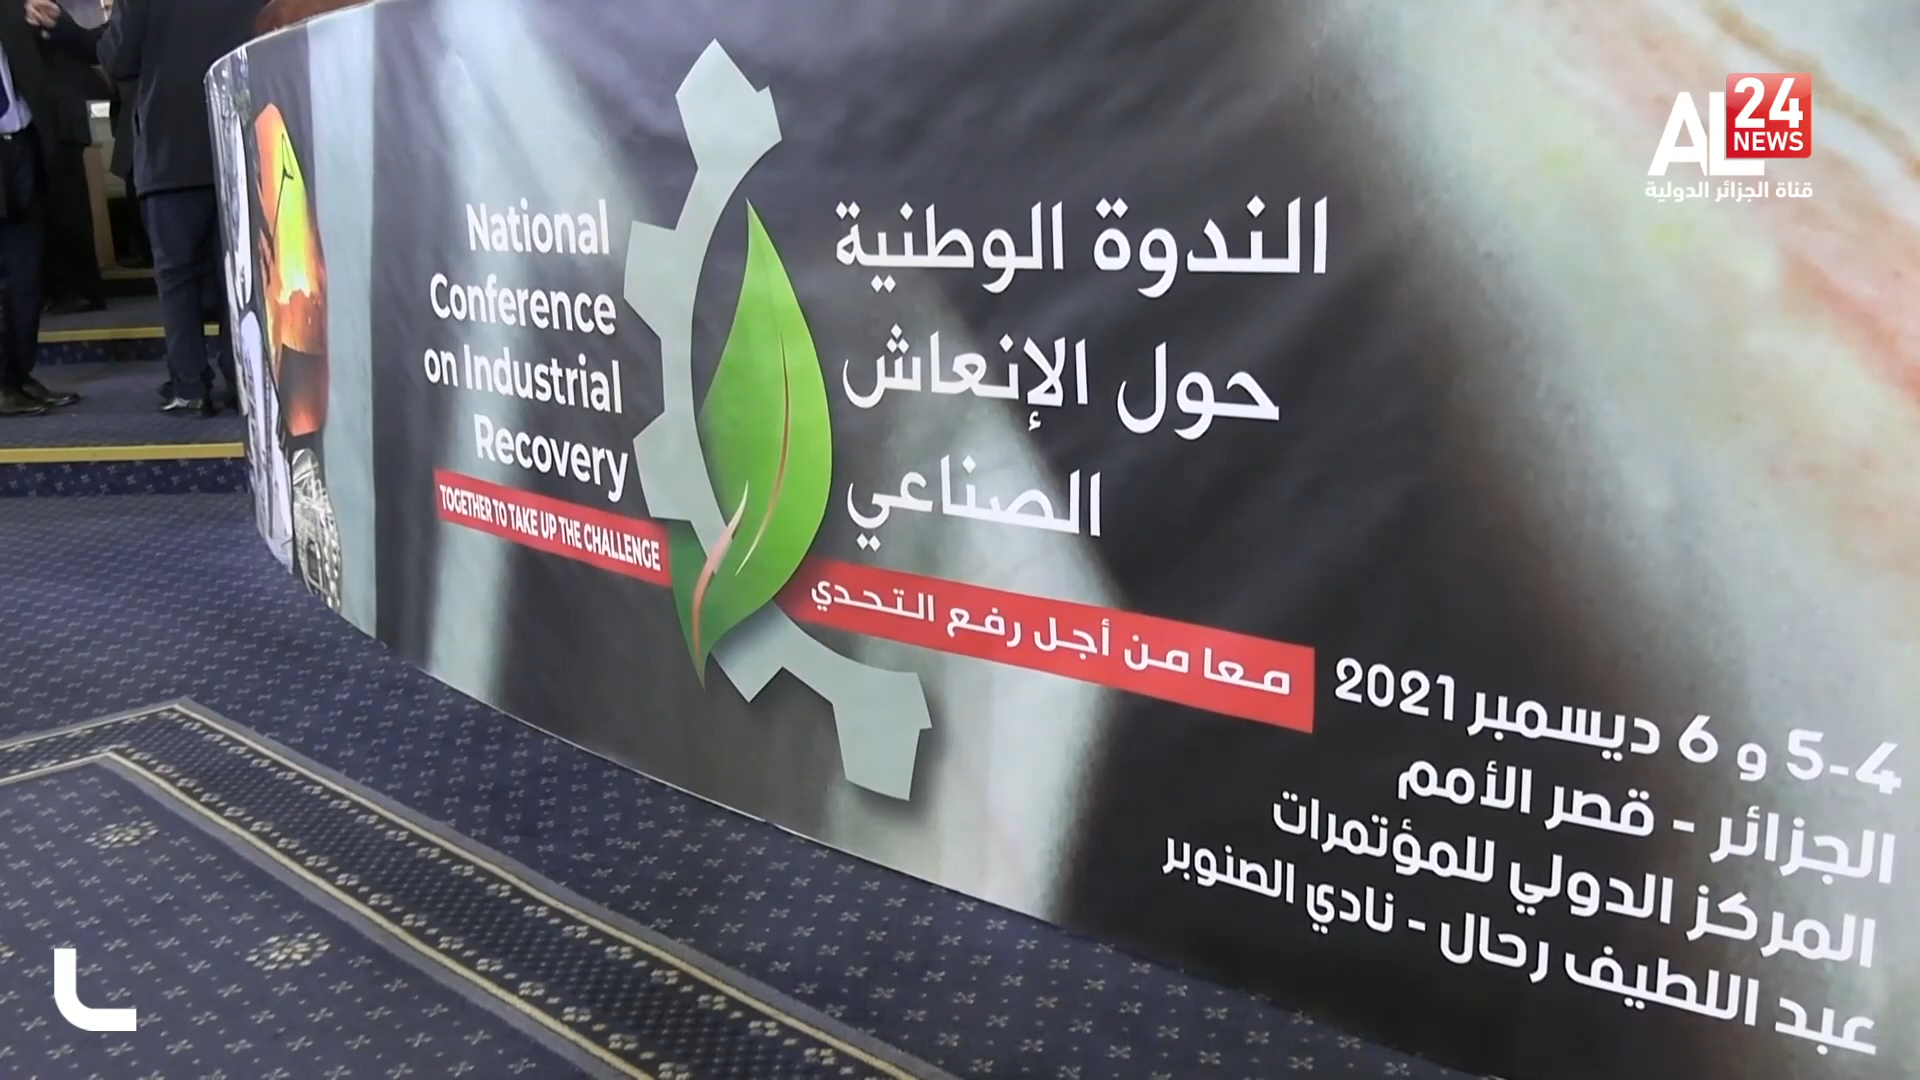 AL
24
NEWS
قناة الجزائر الدولية
National
Conference
on Industrial
Recovery
TOGETHER TO TAKE UP THE CHALLENGE
الندوة الوطنية
حول الإنعاش
الصناعي
معا من أجل رفع التحدي
4-5 و 6 ديسمبر 2021
الجزائر - قصر الأمم
المركز الدولي للمؤتمرات
عبد اللطيف رحال - نادي الصنوبر